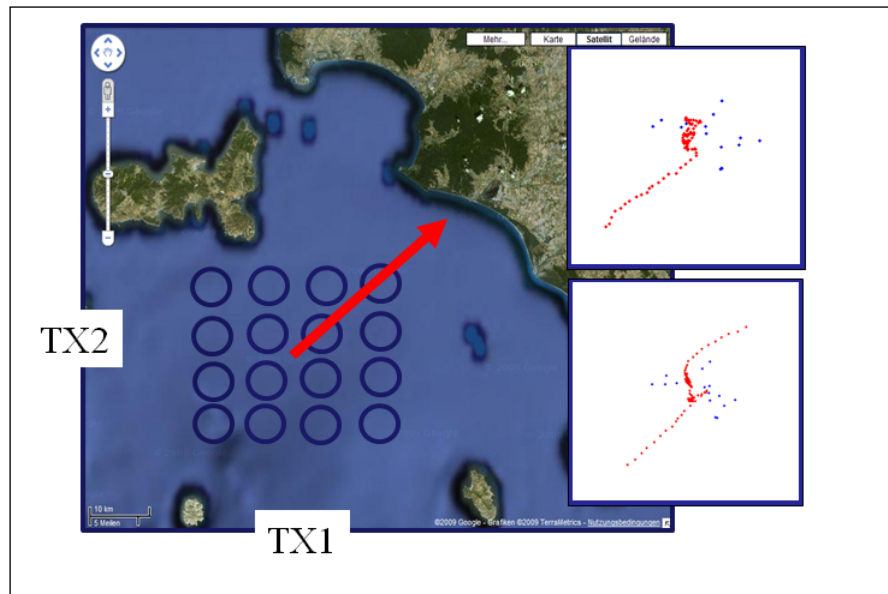 Mehr...
Karte
Satellit
Gelände
TX2
10 km
5 Meilen
©2009 Google - Grafiken ©2009 TerraMetrics - Nutzungsbedingungen
TX1